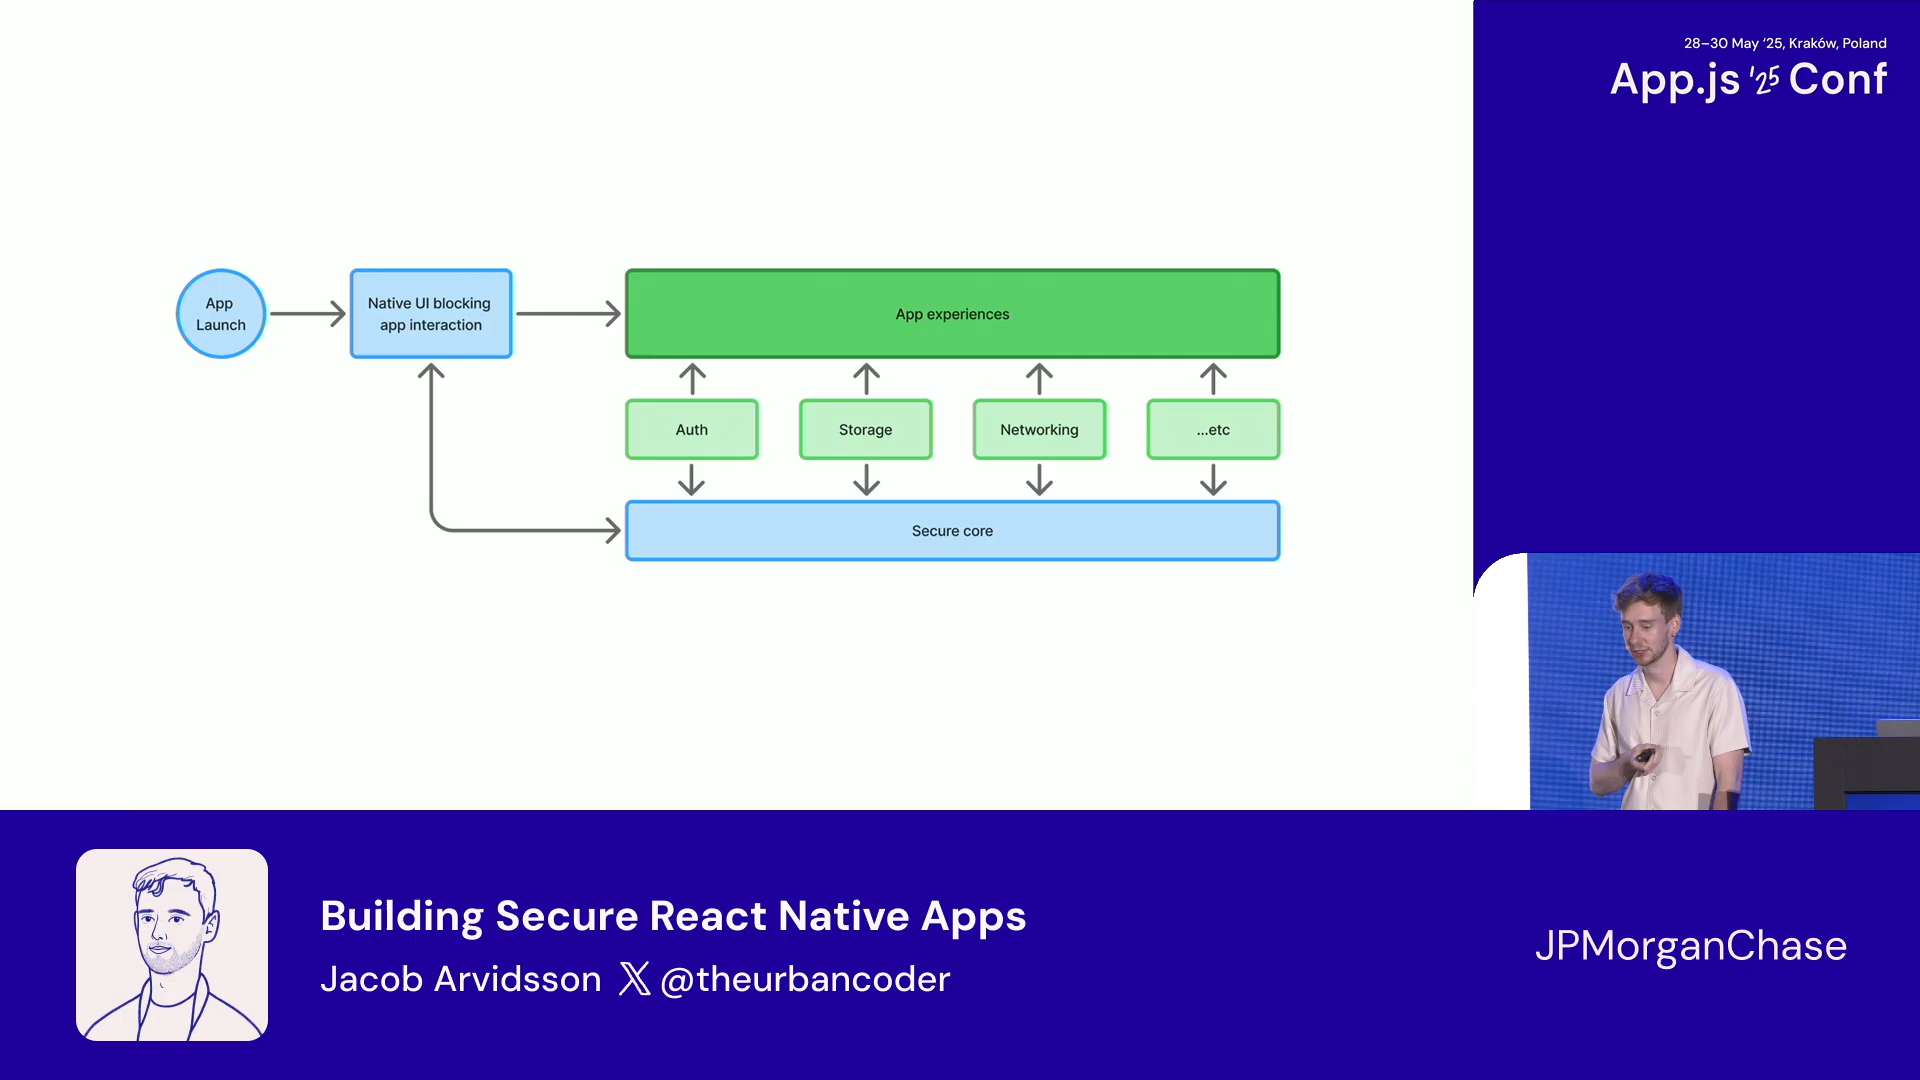 28–30 May '25, Kraków, Poland
App.js '25 Conf
App
Launch
Native UI blocking
app interaction
App experiences
Auth
Storage
Networking
...etc
Secure core
Building Secure React Native Apps
Jacob Arvidsson 𝕏 @theurbancoder
JPMorganChase